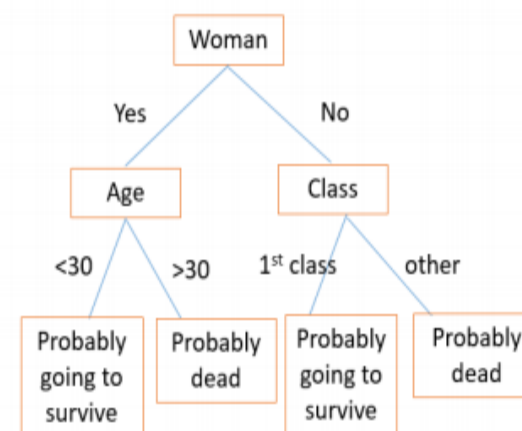 Woman
Yes
No
Age
Class
<30
>30
1st class
other
Probably
going to
survive
Probably
dead
Probably
going to
survive
Probably
dead